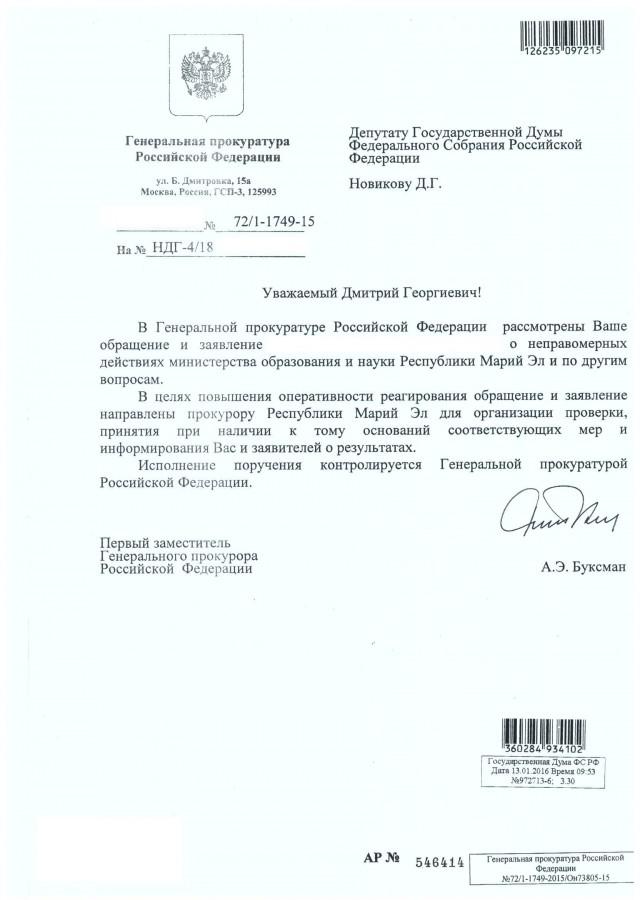 126235 097215
Генеральная прокуратура
Российской Федерации
ул. Б. Дмитровка, 15а
Москва, Россия, ГСП-3, 125993
№ 72/1-1749-15
На № НДГ-4/18
Депутату Государственной Думы
Федерального Собрания Российской
Федерации
Новикову Д.Г.
Уважаемый Дмитрий Георгиевич!
В Генеральной прокуратуре Российской Федерации рассмотрены Ваше
обращение и заявление о неправомерных
действиях министерства образования и науки Республики Марий Эл и по другим
вопросам.
В целях повышения оперативности реагирования обращение и заявление
направлены прокурору Республики Марий Эл для организации проверки,
принятия при наличии к тому оснований соответствующих мер и
информирования Вас и заявителей о результатах.
Исполнение поручения контролируется Генеральной прокуратурой
Российской Федерации.
Первый заместитель
Генерального прокурора
Российской Федерации
А.Э. Буксман
360284 934102
Государственная Дума ФС РФ
Дата 13.01.2016 Время 09:53
№972713-6; 3.30
АР № 546414
Генеральная прокуратура Российской
Федерации
№72/1-1749-2015/Он73805-15